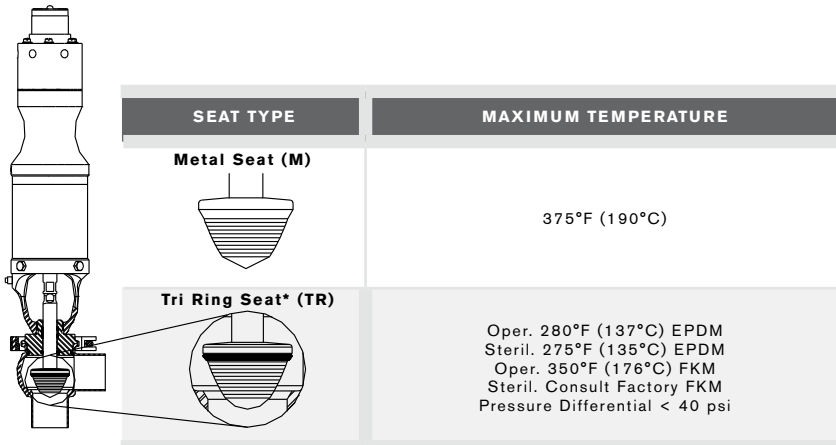 SEAT TYPE
MAXIMUM TEMPERATURE
Metal Seat (M)
375°F (190°C)
Tri Ring Seat* (TR)
Oper. 280°F (137°C) EPDM
Steril. 275°F (135°C) EPDM
Oper. 350°F (176°C) FKM
Steril. Consult Factory FKM
Pressure Differential < 40 psi